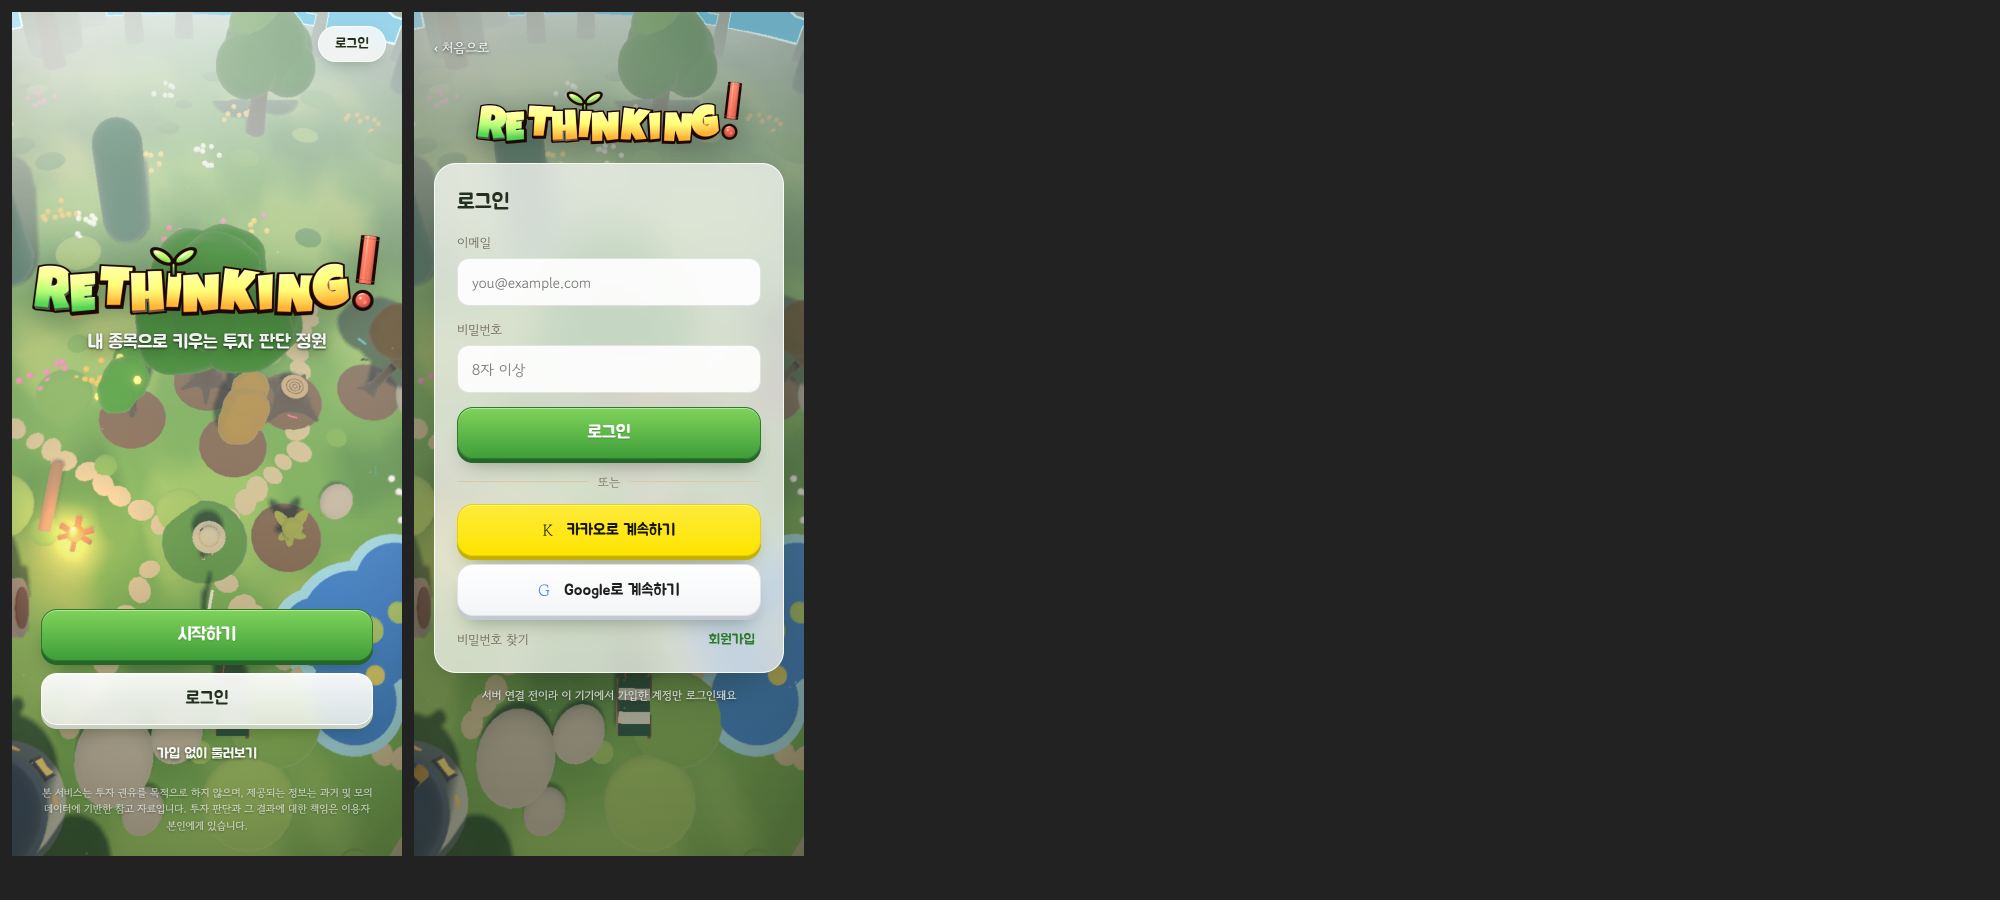 로그인
RETHINKING!
내 종목으로 키우는 투자 판단 정원
시작하기
로그인
가입 없이 둘러보기
본 서비스는 투자 권유를 목적으로 하지 않으며, 제공되는 정보는 과거 및 모의
데이터에 기반한 참고 자료입니다. 투자 판단과 그 결과에 대한 책임은 이용자
본인에게 있습니다.
‹ 처음으로
RETHINKING!
로그인
이메일
you@example.com
비밀번호
8자 이상
로그인
또는
K 카카오로 계속하기
G Google로 계속하기
비밀번호 찾기 회원가입
서버 연결 전이라 이 기기에서 가입한 계정만 로그인돼요